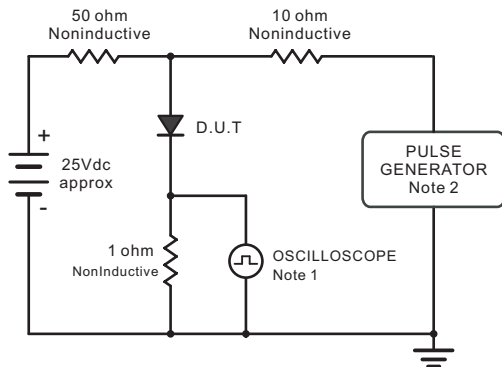 50 ohm
Noninductive
10 ohm
Noninductive
+
25Vdc
approx
-
D.U.T
PULSE
GENERATOR
Note 2
1 ohm
NonInductive
OSCILLOSCOPE
Note 1